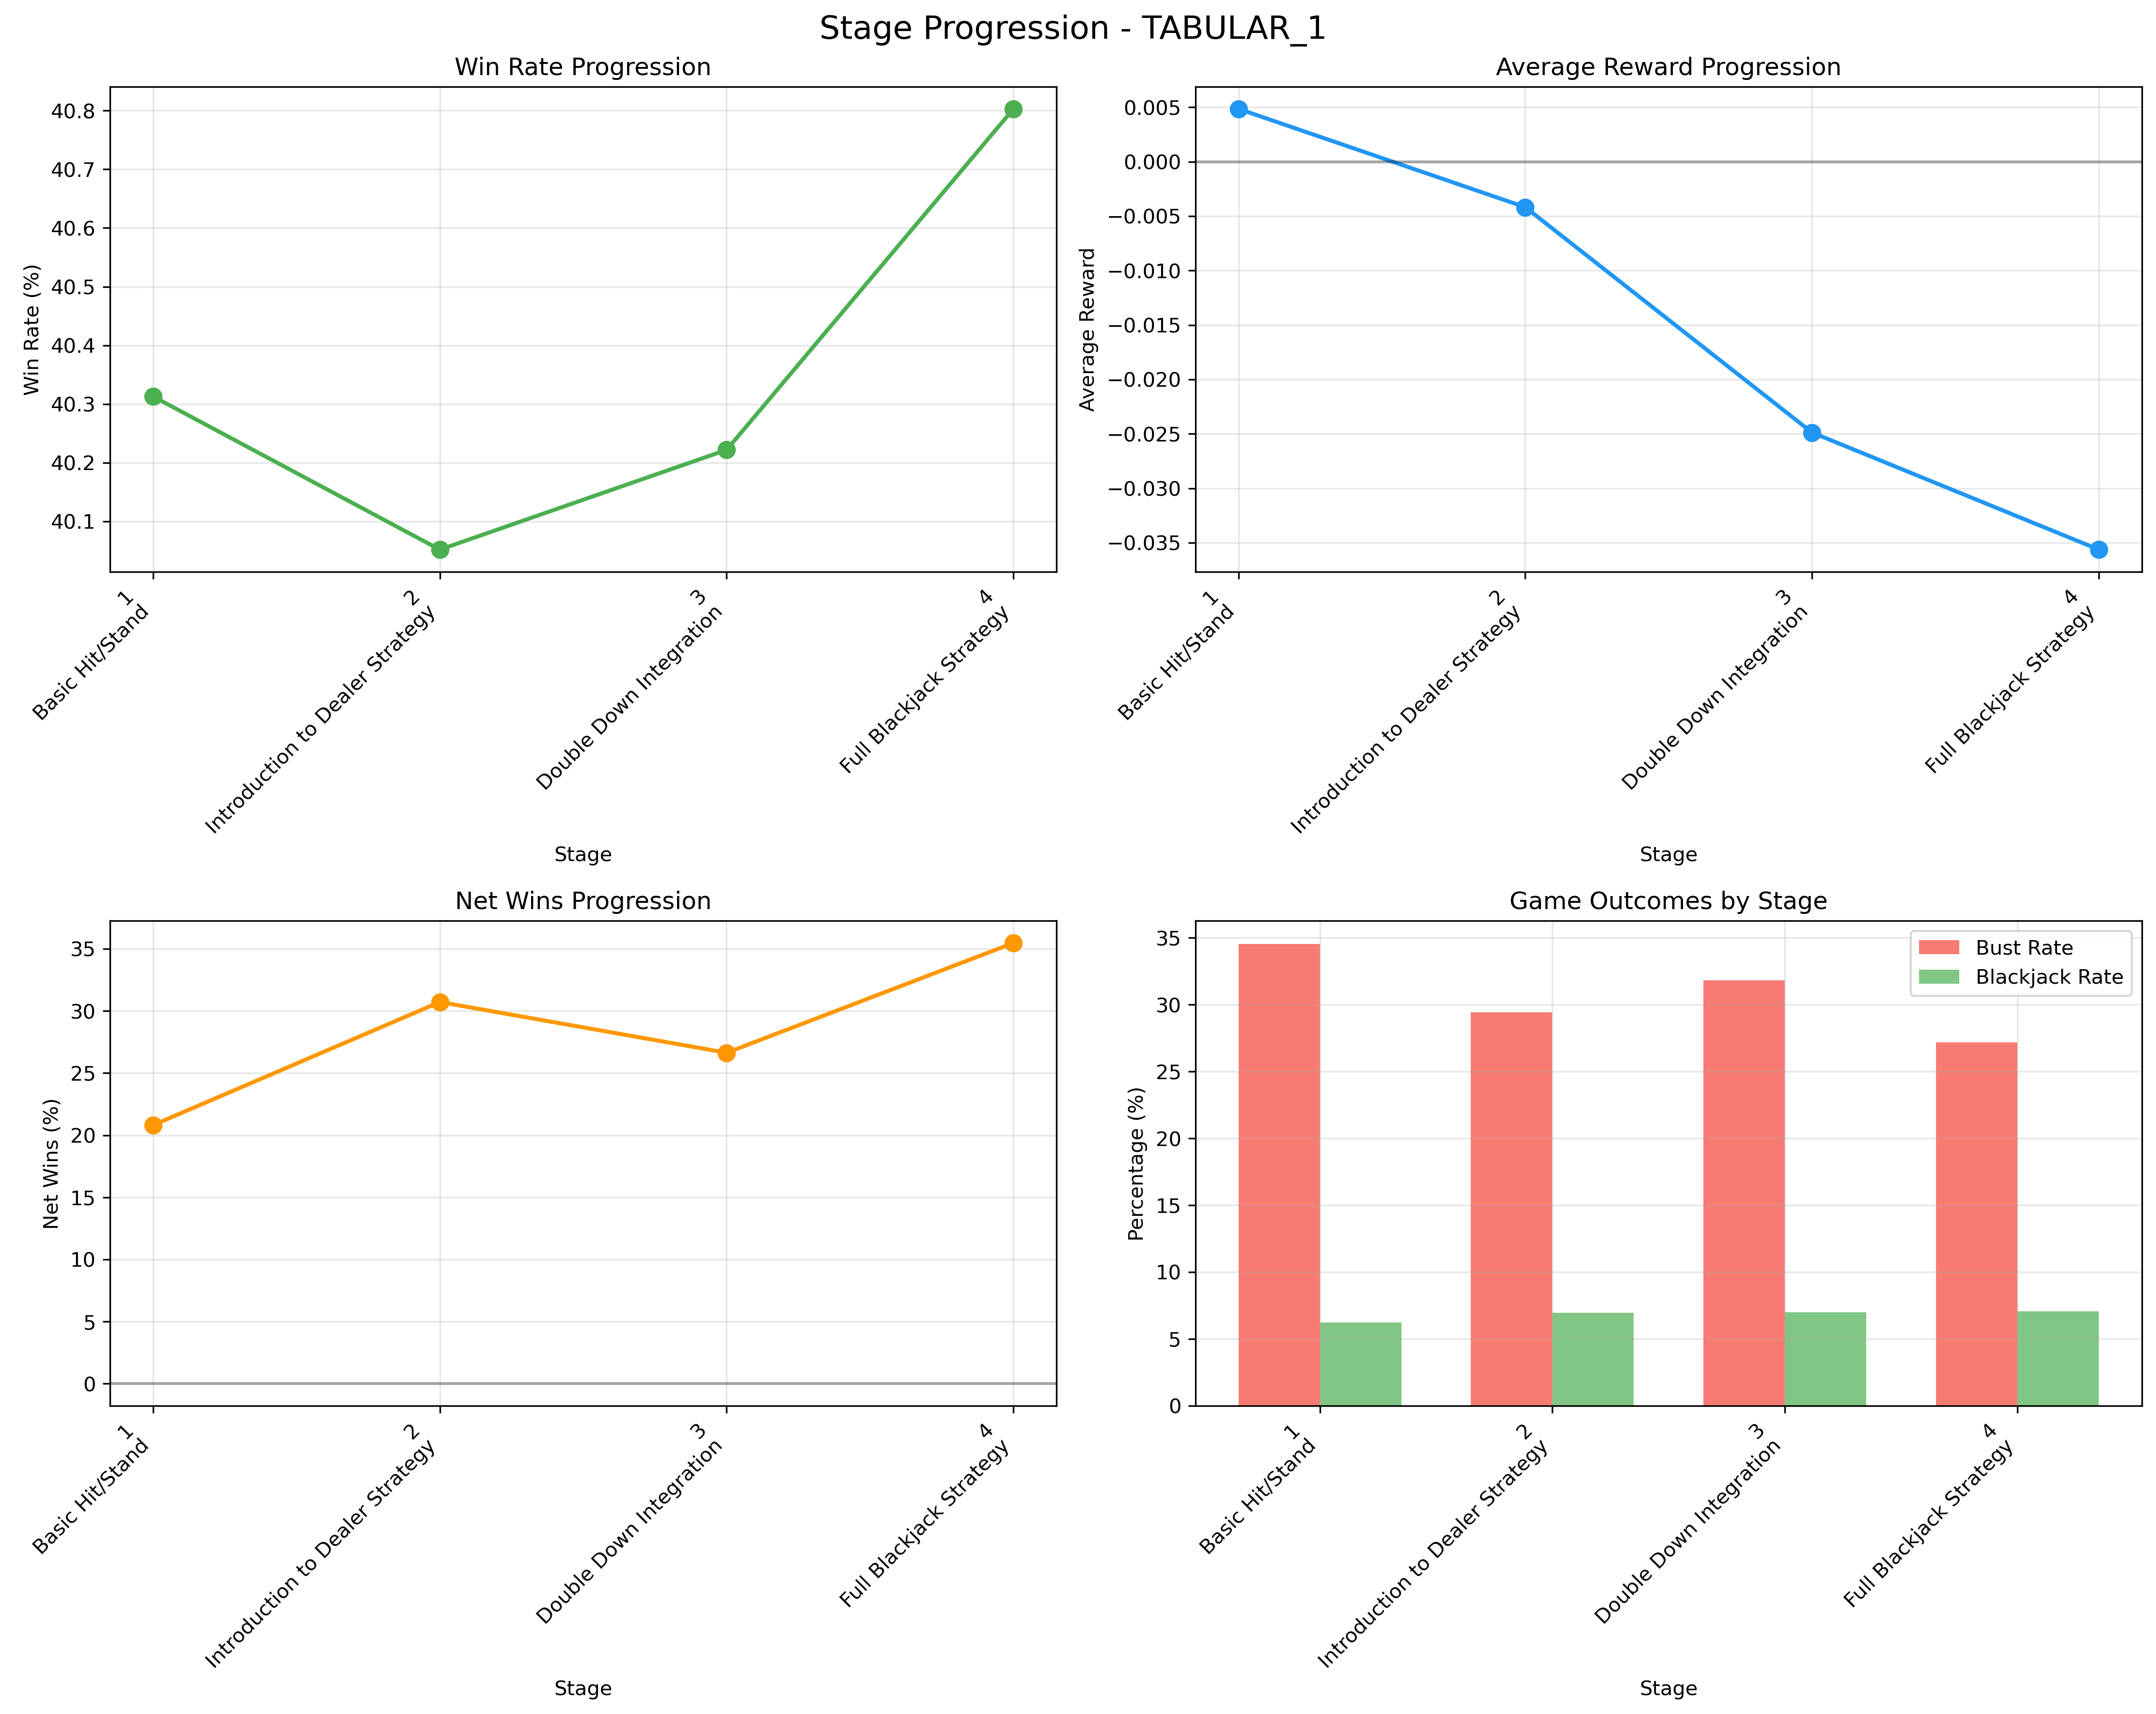 Stage Progression - TABULAR_1
Win Rate Progression
Win Rate (%)
40.8
40.7
40.6
40.5
40.4
40.3
40.2
40.1
1
Basic Hit/Stand
2
Introduction to Dealer Strategy
3
Double Down Integration
4
Full Blackjack Strategy
Stage
Average Reward Progression
Average Reward
0.005
0.000
−0.005
−0.010
−0.015
−0.020
−0.025
−0.030
−0.035
1
Basic Hit/Stand
2
Introduction to Dealer Strategy
3
Double Down Integration
4
Full Blackjack Strategy
Stage
Net Wins Progression
Net Wins (%)
35
30
25
20
15
10
5
0
1
Basic Hit/Stand
2
Introduction to Dealer Strategy
3
Double Down Integration
4
Full Blackjack Strategy
Stage
Game Outcomes by Stage
Percentage (%)
35
30
25
20
15
10
5
0
Bust Rate
Blackjack Rate
1
Basic Hit/Stand
2
Introduction to Dealer Strategy
3
Double Down Integration
4
Full Blackjack Strategy
Stage